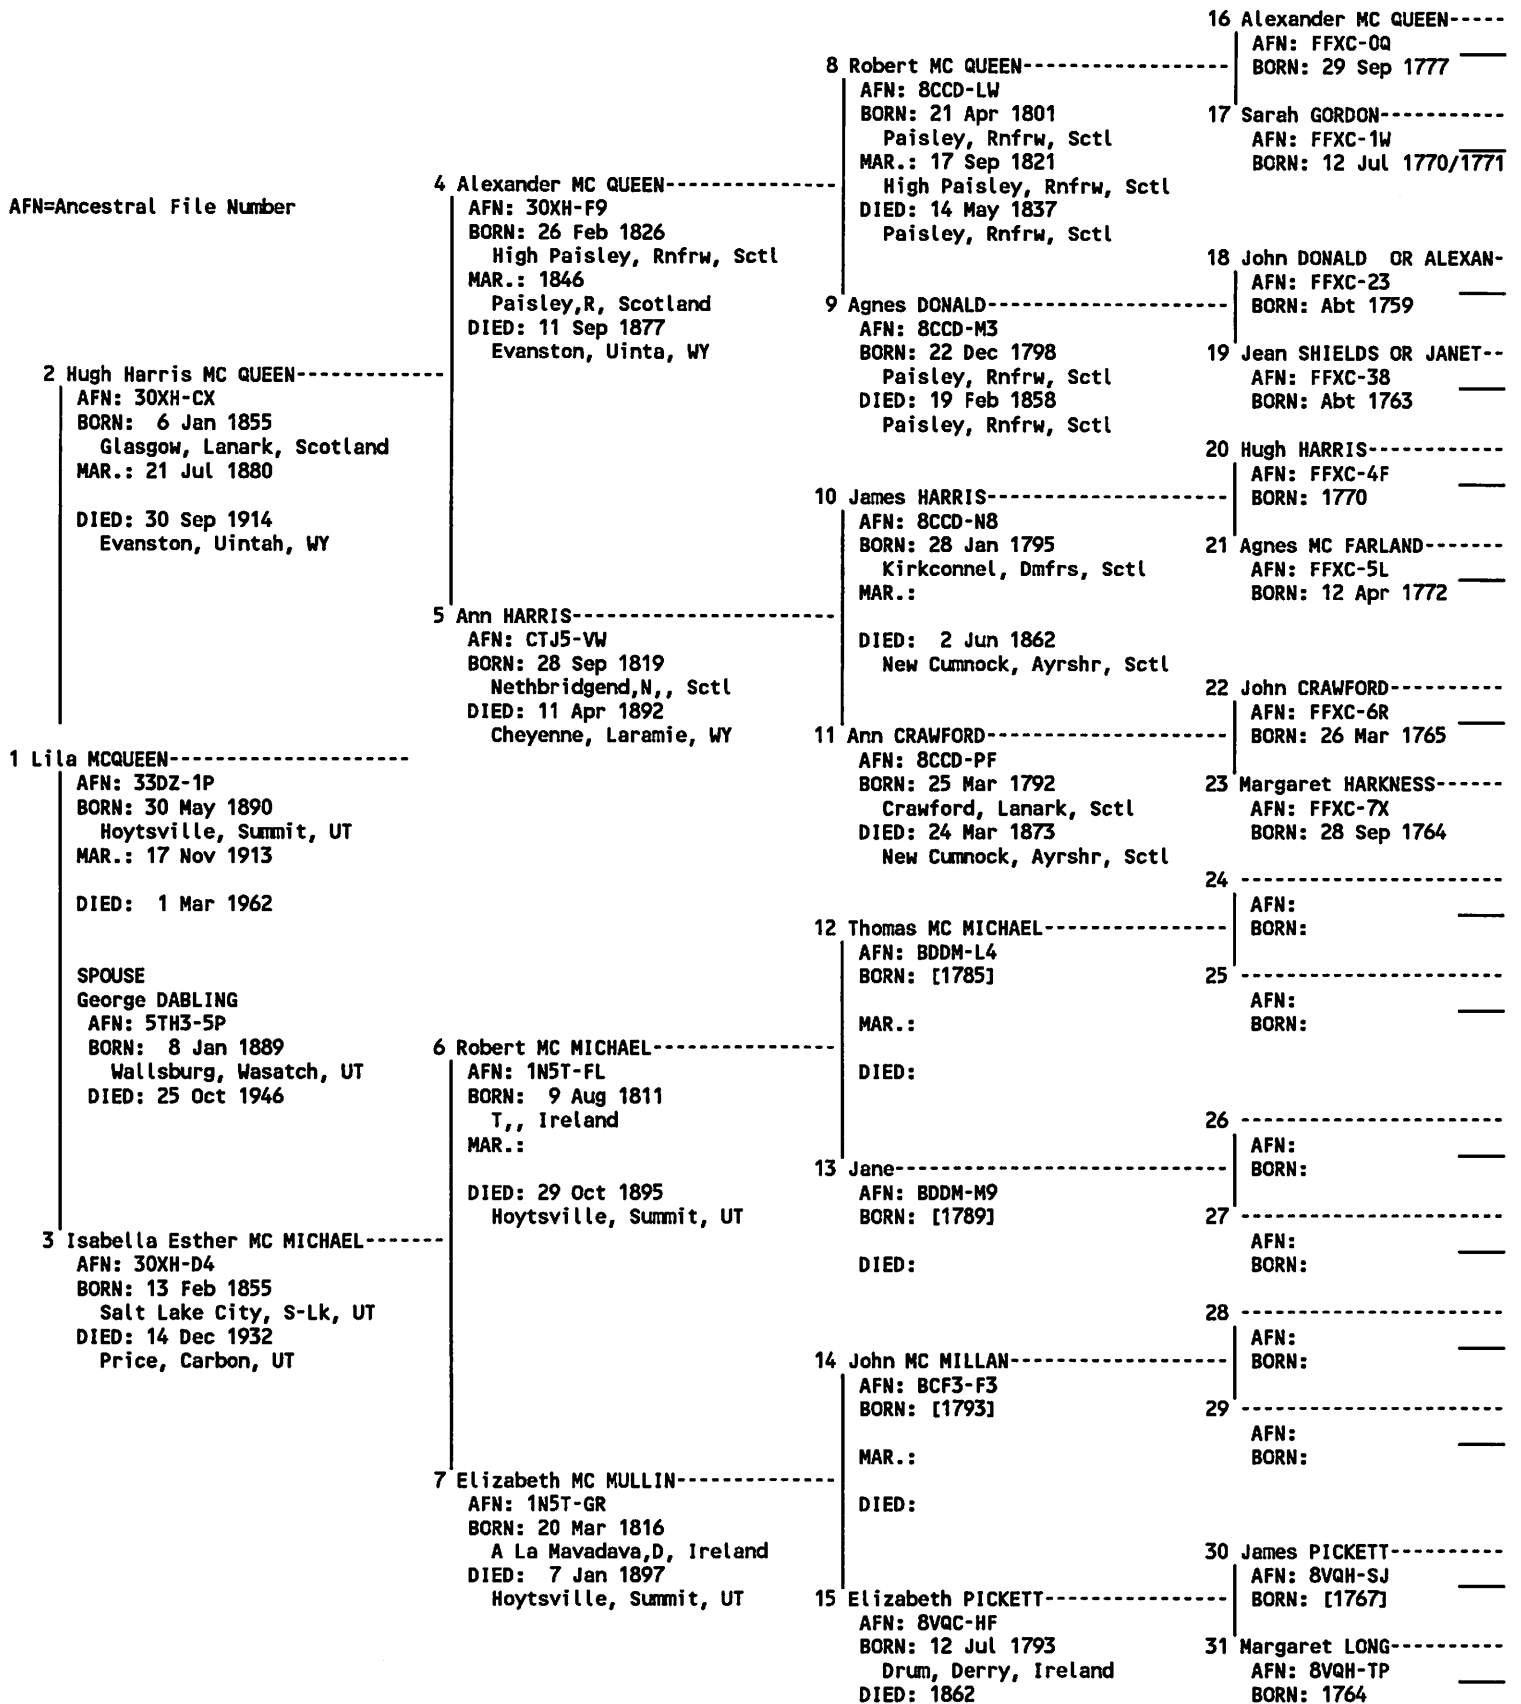 AFN=Ancestral File Number
1 Lila MCQUEEN---------------------
AFN: 33DZ-1P
BORN: 30 May 1890
Hoytsville, Summit, UT
MAR.: 17 Nov 1913
DIED: 1 Mar 1962
SPOUSE
George DABLING
AFN: 5TH3-5P
BORN: 8 Jan 1889
Wallsburg, Wasatch, UT
DIED: 25 Oct 1946
2 Hugh Harris MC QUEEN-------------
AFN: 30XH-CX
BORN: 6 Jan 1855
Glasgow, Lanark, Scotland
MAR.: 21 Jul 1880
DIED: 30 Sep 1914
Evanston, Uintah, WY
3 Isabella Esther MC MICHAEL-------
AFN: 30XH-D4
BORN: 13 Feb 1855
Salt Lake City, S-Lk, UT
DIED: 14 Dec 1932
Price, Carbon, UT
4 Alexander MC QUEEN---------------
AFN: 30XH-F9
BORN: 26 Feb 1826
High Paisley, Rnfrw, Sctl
MAR.: 1846
Paisley,R, Scotland
DIED: 11 Sep 1877
Evanston, Uinta, WY
5 Ann HARRIS-----------------------
AFN: CTJ5-VW
BORN: 28 Sep 1819
Nethbridgend,N,, Sctl
DIED: 11 Apr 1892
Cheyenne, Laramie, WY
6 Robert MC MICHAEL----------------
AFN: 1N5T-FL
BORN: 9 Aug 1811
T,, Ireland
MAR.:
DIED: 29 Oct 1895
Hoytsville, Summit, UT
7 Elizabeth MC MULLIN--------------
AFN: 1N5T-GR
BORN: 20 Mar 1816
A La Mavadava,D, Ireland
DIED: 7 Jan 1897
Hoytsville, Summit, UT
8 Robert MC QUEEN------------------
AFN: 8CCD-LW
BORN: 21 Apr 1801
Paisley, Rnfrw, Sctl
MAR.: 17 Sep 1821
High Paisley, Rnfrw, Sctl
DIED: 14 May 1837
Paisley, Rnfrw, Sctl
9 Agnes DONALD---------------------
AFN: 8CCD-M3
BORN: 22 Dec 1798
Paisley, Rnfrw, Sctl
DIED: 19 Feb 1858
Paisley, Rnfrw, Sctl
10 James HARRIS---------------------
AFN: 8CCD-N8
BORN: 28 Jan 1795
Kirkconnel, Dmfrs, Sctl
MAR.:
DIED: 2 Jun 1862
New Cumnock, Ayrshr, Sctl
11 Ann CRAWFORD---------------------
AFN: 8CCD-PF
BORN: 25 Mar 1792
Crawford, Lanark, Sctl
DIED: 24 Mar 1873
New Cumnock, Ayrshr, Sctl
12 Thomas MC MICHAEL----------------
AFN: BDDM-L4
BORN: [1785]
MAR.:
DIED:
13 Jane-----------------------------
AFN: BDDM-M9
BORN: [1789]
DIED:
14 John MC MILLAN-------------------
AFN: BCF3-F3
BORN: [1793]
MAR.:
DIED:
15 Elizabeth PICKETT----------------
AFN: 8VQC-HF
BORN: 12 Jul 1793
Drum, Derry, Ireland
DIED: 1862
16 Alexander MC QUEEN-----
AFN: FFXC-0Q
BORN: 29 Sep 1777
17 Sarah GORDON-----------
AFN: FFXC-1W
BORN: 12 Jul 1770/1771
18 John DONALD OR ALEXAN-
AFN: FFXC-23
BORN: Abt 1759
19 Jean SHIELDS OR JANET--
AFN: FFXC-38
BORN: Abt 1763
20 Hugh HARRIS------------
AFN: FFXC-4F
BORN: 1770
21 Agnes MC FARLAND-------
AFN: FFXC-5L
BORN: 12 Apr 1772
22 John CRAWFORD----------
AFN: FFXC-6R
BORN: 26 Mar 1765
23 Margaret HARKNESS------
AFN: FFXC-7X
BORN: 28 Sep 1764
24 -----------------------
AFN:
BORN:
25 -----------------------
AFN:
BORN:
26 -----------------------
AFN:
BORN:
27 -----------------------
AFN:
BORN:
28 -----------------------
AFN:
BORN:
29 -----------------------
AFN:
BORN:
30 James PICKETT----------
AFN: 8VQH-SJ
BORN: [1767]
31 Margaret LONG----------
AFN: 8VQH-TP
BORN: 1764